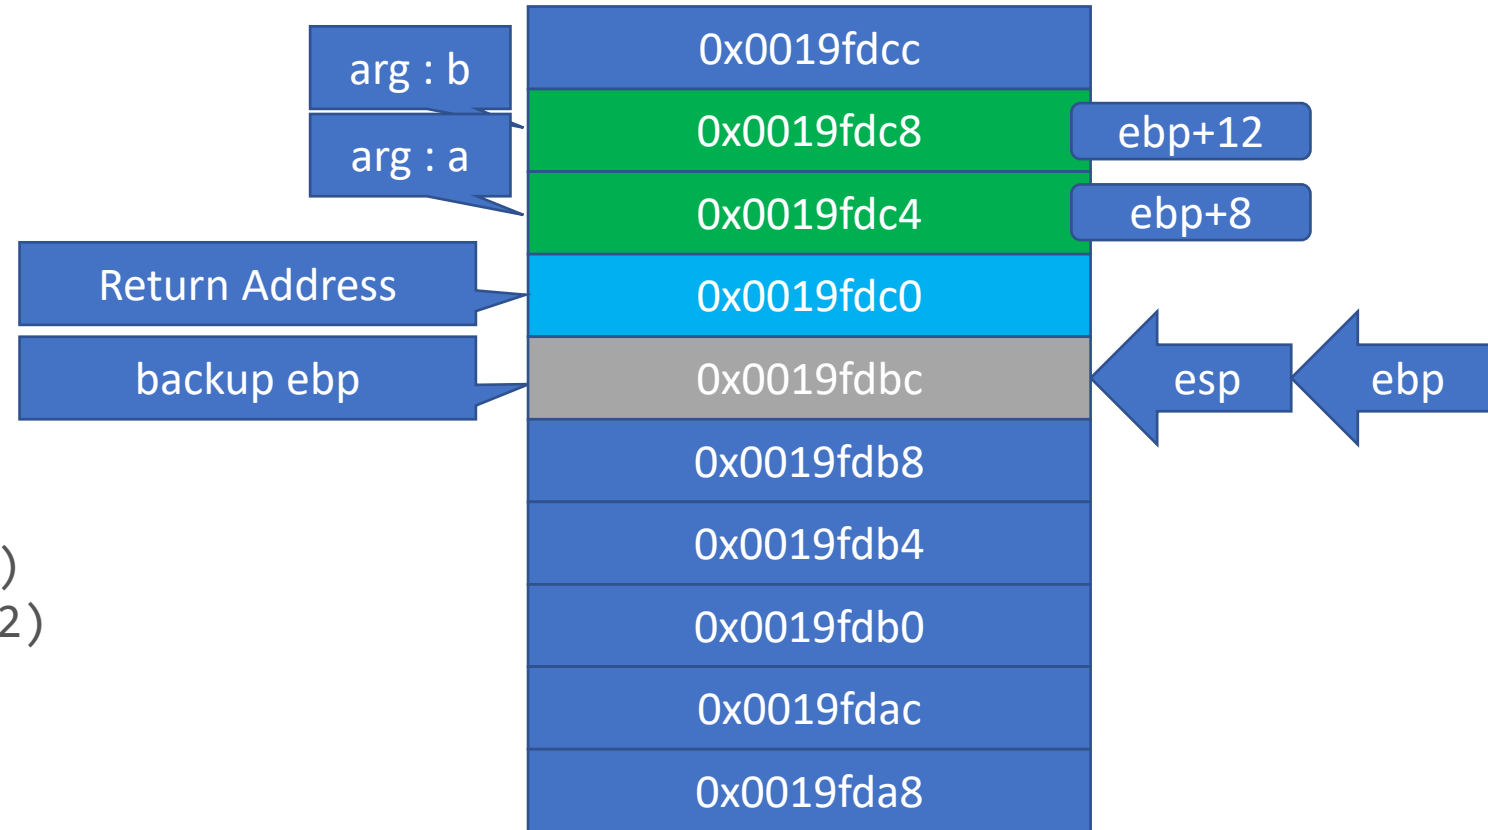 0x0019fdcc
arg : b
0x0019fdc8
ebp+12
arg : a
0x0019fdc4
ebp+8
Return Address
0x0019fdc0
backup ebp
0x0019fdbc
esp
ebp
0x0019fdb8
0x0019fdb4
)
2)
0x0019fdb0
0x0019fdac
0x0019fda8